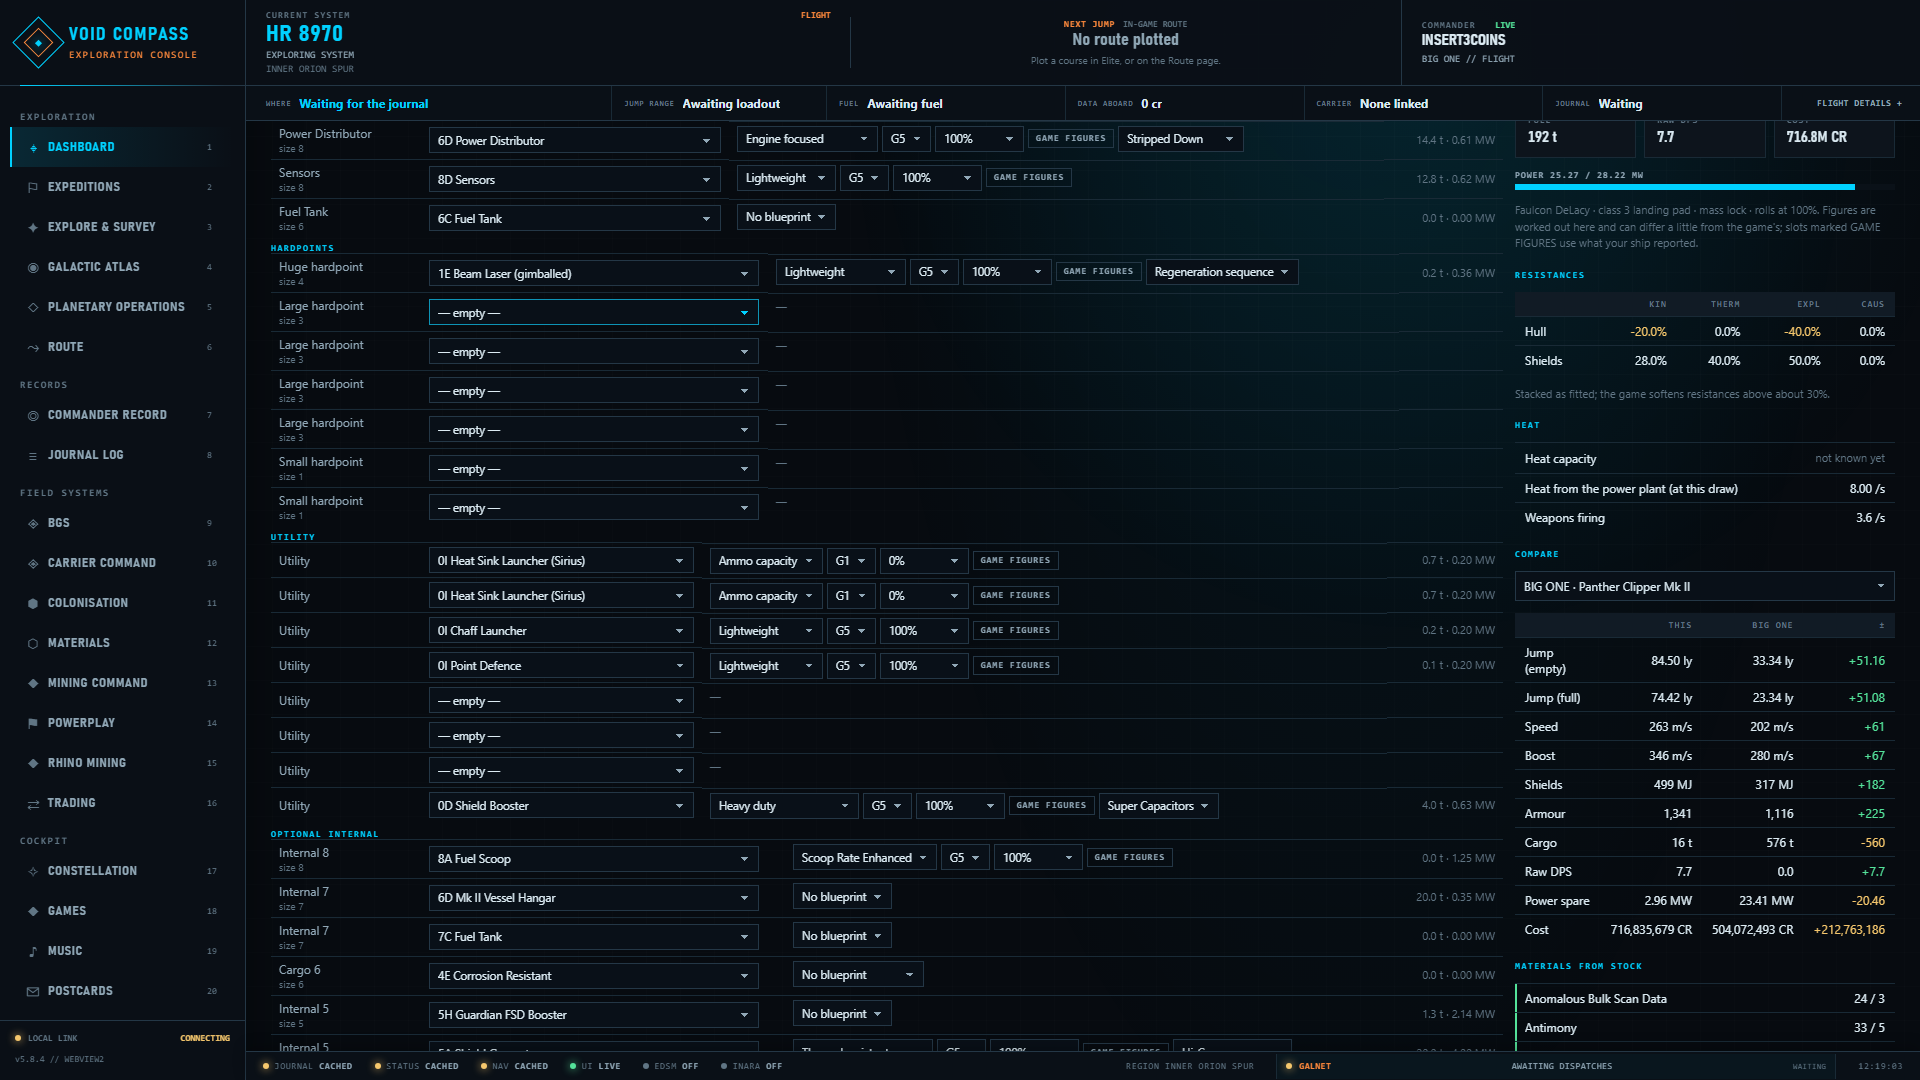 VOID COMPASS
EXPLORATION CONSOLE
CURRENT SYSTEM
HR 8970
EXPLORING SYSTEM
INNER ORION SPUR
FLIGHT
NEXT JUMP IN-GAME ROUTE
No route plotted
Plot a course in Elite, or on the Route page.
COMMANDER LIVE
INSERT3COINS
BIG ONE // FLIGHT
WHERE Waiting for the journal
JUMP RANGE Awaiting loadout
FUEL Awaiting fuel
DATA ABOARD 0 cr
CARRIER None linked
JOURNAL Waiting
FLIGHT DETAILS +
EXPLORATION
DASHBOARD 1
EXPEDITIONS 2
EXPLORE & SURVEY 3
GALACTIC ATLAS 4
PLANETARY OPERATIONS 5
ROUTE 6
RECORDS
COMMANDER RECORD 7
JOURNAL LOG 8
FIELD SYSTEMS
BGS 9
CARRIER COMMAND 10
COLONISATION 11
MATERIALS 12
MINING COMMAND 13
POWERPLAY 14
RHINO MINING 15
TRADING 16
COCKPIT
CONSTELLATION 17
GAMES 18
MUSIC 19
POSTCARDS 20
LOCAL LINK CONNECTING
v5.8.4 // WEBVIEW2
Power Distributor
size 8
6D Power Distributor Engine focused G5 100% GAME FIGURES Stripped Down 14.4 t · 0.61 MW
Sensors
size 8
8D Sensors Lightweight G5 100% GAME FIGURES 12.8 t · 0.62 MW
Fuel Tank
size 6
6C Fuel Tank No blueprint 0.0 t · 0.00 MW
HARDPOINTS
Huge hardpoint
size 4
1E Beam Laser (gimballed) Lightweight G5 100% GAME FIGURES Regeneration sequence 0.2 t · 0.36 MW
Large hardpoint
size 3
— empty — —
Large hardpoint
size 3
— empty — —
Large hardpoint
size 3
— empty — —
Large hardpoint
size 3
— empty — —
Small hardpoint
size 1
— empty — —
Small hardpoint
size 1
— empty — —
UTILITY
Utility 0I Heat Sink Launcher (Sirius) Ammo capacity G1 0% GAME FIGURES 0.7 t · 0.20 MW
Utility 0I Heat Sink Launcher (Sirius) Ammo capacity G1 0% GAME FIGURES 0.7 t · 0.20 MW
Utility 0I Chaff Launcher Lightweight G5 100% GAME FIGURES 0.2 t · 0.20 MW
Utility 0I Point Defence Lightweight G5 100% GAME FIGURES 0.1 t · 0.20 MW
Utility — empty — —
Utility — empty — —
Utility — empty — —
Utility 0D Shield Booster Heavy duty G5 100% GAME FIGURES Super Capacitors 4.0 t · 0.63 MW
OPTIONAL INTERNAL
Internal 8
size 8
8A Fuel Scoop Scoop Rate Enhanced G5 100% GAME FIGURES 0.0 t · 1.25 MW
Internal 7
size 7
6D Mk II Vessel Hangar No blueprint 20.0 t · 0.35 MW
Internal 7
size 7
7C Fuel Tank No blueprint 0.0 t · 0.00 MW
Cargo 6
size 6
4E Corrosion Resistant No blueprint 0.0 t · 0.00 MW
Internal 5
size 5
5H Guardian FSD Booster No blueprint 1.3 t · 2.14 MW
Internal 5
192 t
7.7
716.8M CR
POWER 25.27 / 28.22 MW
Faulcon DeLacy · class 3 landing pad · mass lock · rolls at 100%. Figures are
worked out here and can differ a little from the game's; slots marked GAME
FIGURES use what your ship reported.
RESISTANCES
KIN THERM EXPL CAUS
Hull -20.0% 0.0% -40.0% 0.0%
Shields 28.0% 40.0% 50.0% 0.0%
Stacked as fitted; the game softens resistances above about 30%.
HEAT
Heat capacity not known yet
Heat from the power plant (at this draw) 8.00 /s
Weapons firing 3.6 /s
COMPARE
BIG ONE · Panther Clipper Mk II
THIS BIG ONE ±
Jump (empty) 84.50 ly 33.34 ly +51.16
Jump (full) 74.42 ly 23.34 ly +51.08
Speed 263 m/s 202 m/s +61
Boost 346 m/s 280 m/s +67
Shields 499 MJ 317 MJ +182
Armour 1,341 1,116 +225
Cargo 16 t 576 t -560
Raw DPS 7.7 0.0 +7.7
Power spare 2.96 MW 23.41 MW -20.46
Cost 716,835,679 CR 504,072,493 CR +212,763,186
MATERIALS FROM STOCK
Anomalous Bulk Scan Data 24 / 3
Antimony 33 / 5
JOURNAL CACHED STATUS CACHED NAV CACHED UI LIVE EDSM OFF INARA OFF
REGION INNER ORION SPUR
GALNET AWAITING DISPATCHES WAITING 12:19:03